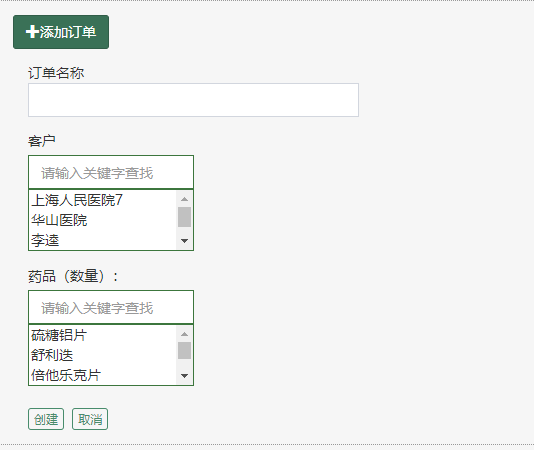 添加订单
订单名称
客户
请输入关键字查找
上海人民医院7
华山医院
李逵
药品（数量）：
请输入关键字查找
硫糖铝片
舒利迭
倍他乐克片
创建 取消